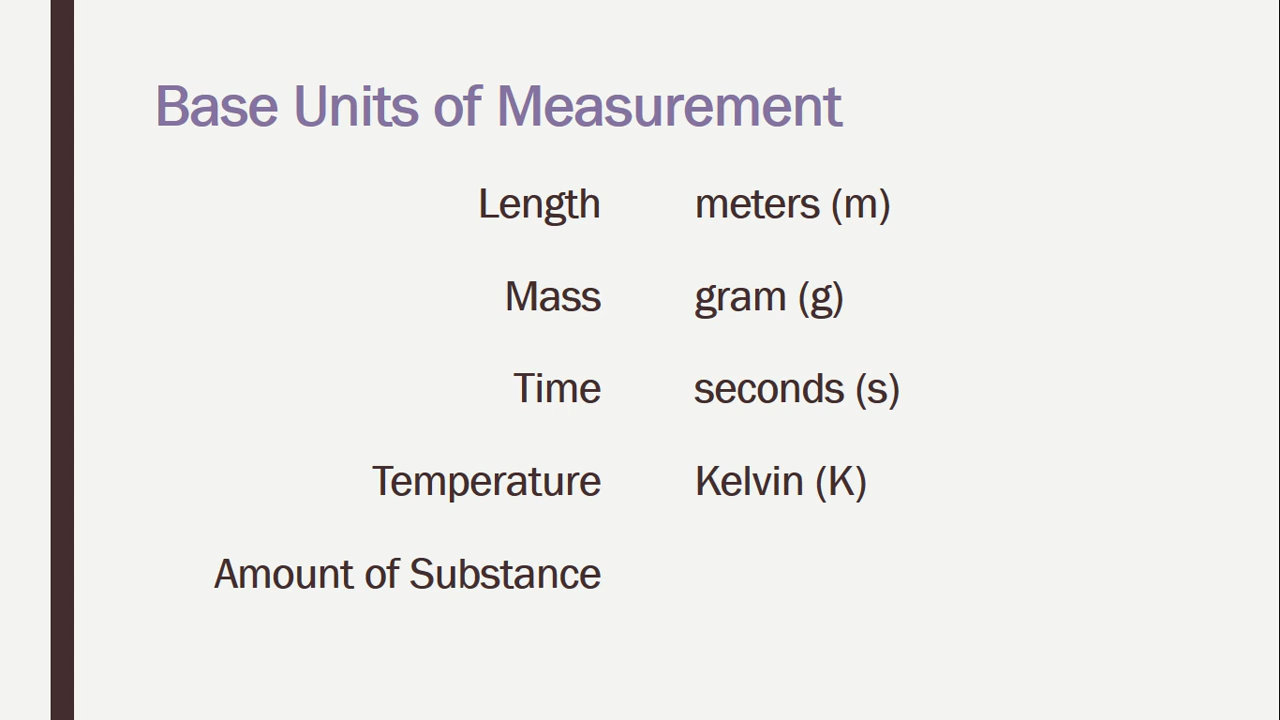 Base Units of Measurement
Length meters (m)
Mass gram (g)
Time seconds (s)
Temperature Kelvin (K)
Amount of Substance